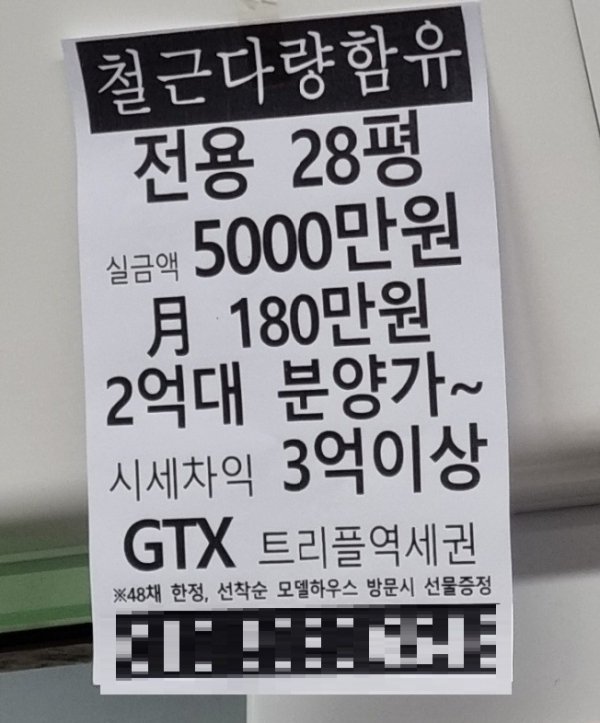 철근다량함유
전용 28평
실금액 5000만원
月 180만원
2억대 분양가~
시세차익 3억이상
GTX 트리플역세권
※48채 한정, 선착순 모델하우스 방문시 선물증정